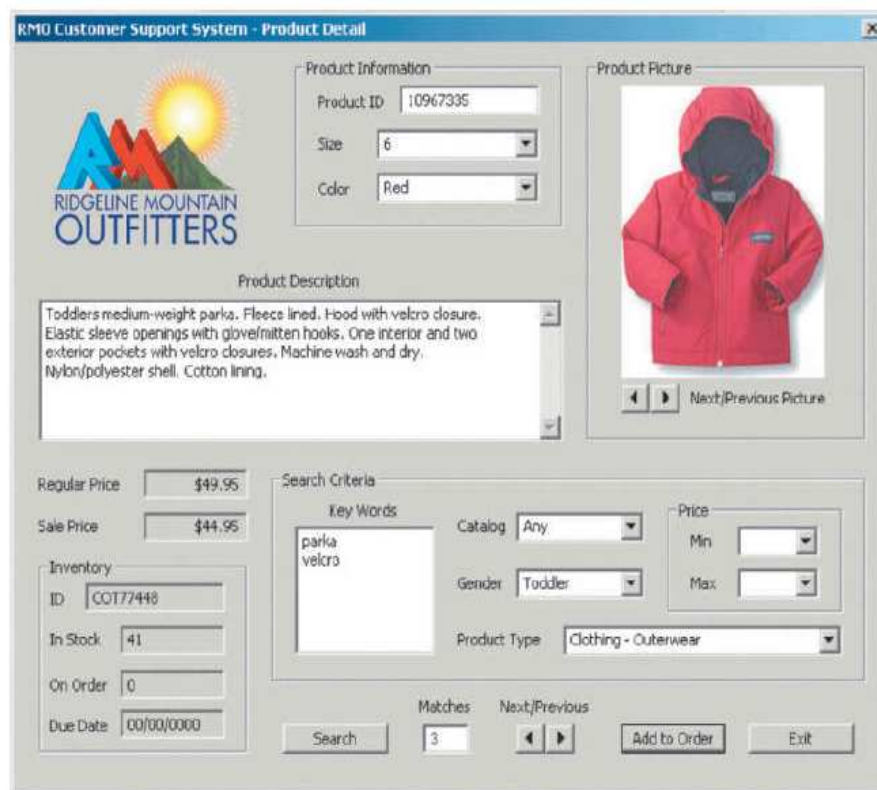 RMO Customer Support System - Product Detail
RM
RIDGELINE MOUNTAIN
OUTFITTERS
Product Information
Product ID 10967335
Size 6
Color Red
Product Picture
Next/Previous Picture
Product Description
Toddlers medium-weight parka. Fleece lined. Hood with velcro closure.
Elastic sleeve openings with glove/mitten hooks. One interior and two
exterior pockets with velcro closures. Machine wash and dry.
Nylon/polyester shell. Cotton lining.
Regular Price $49.95
Sale Price $44.95
Inventory
ID COT77448
In Stock 41
On Order 0
Due Date 00/00/0000
Search Criteria
Key Words
parka
velcro
Catalog Any
Gender Toddler
Price
Min
Max
Product Type Clothing - Outerwear
Search
Matches
3
Next/Previous
Add to Order
Exit